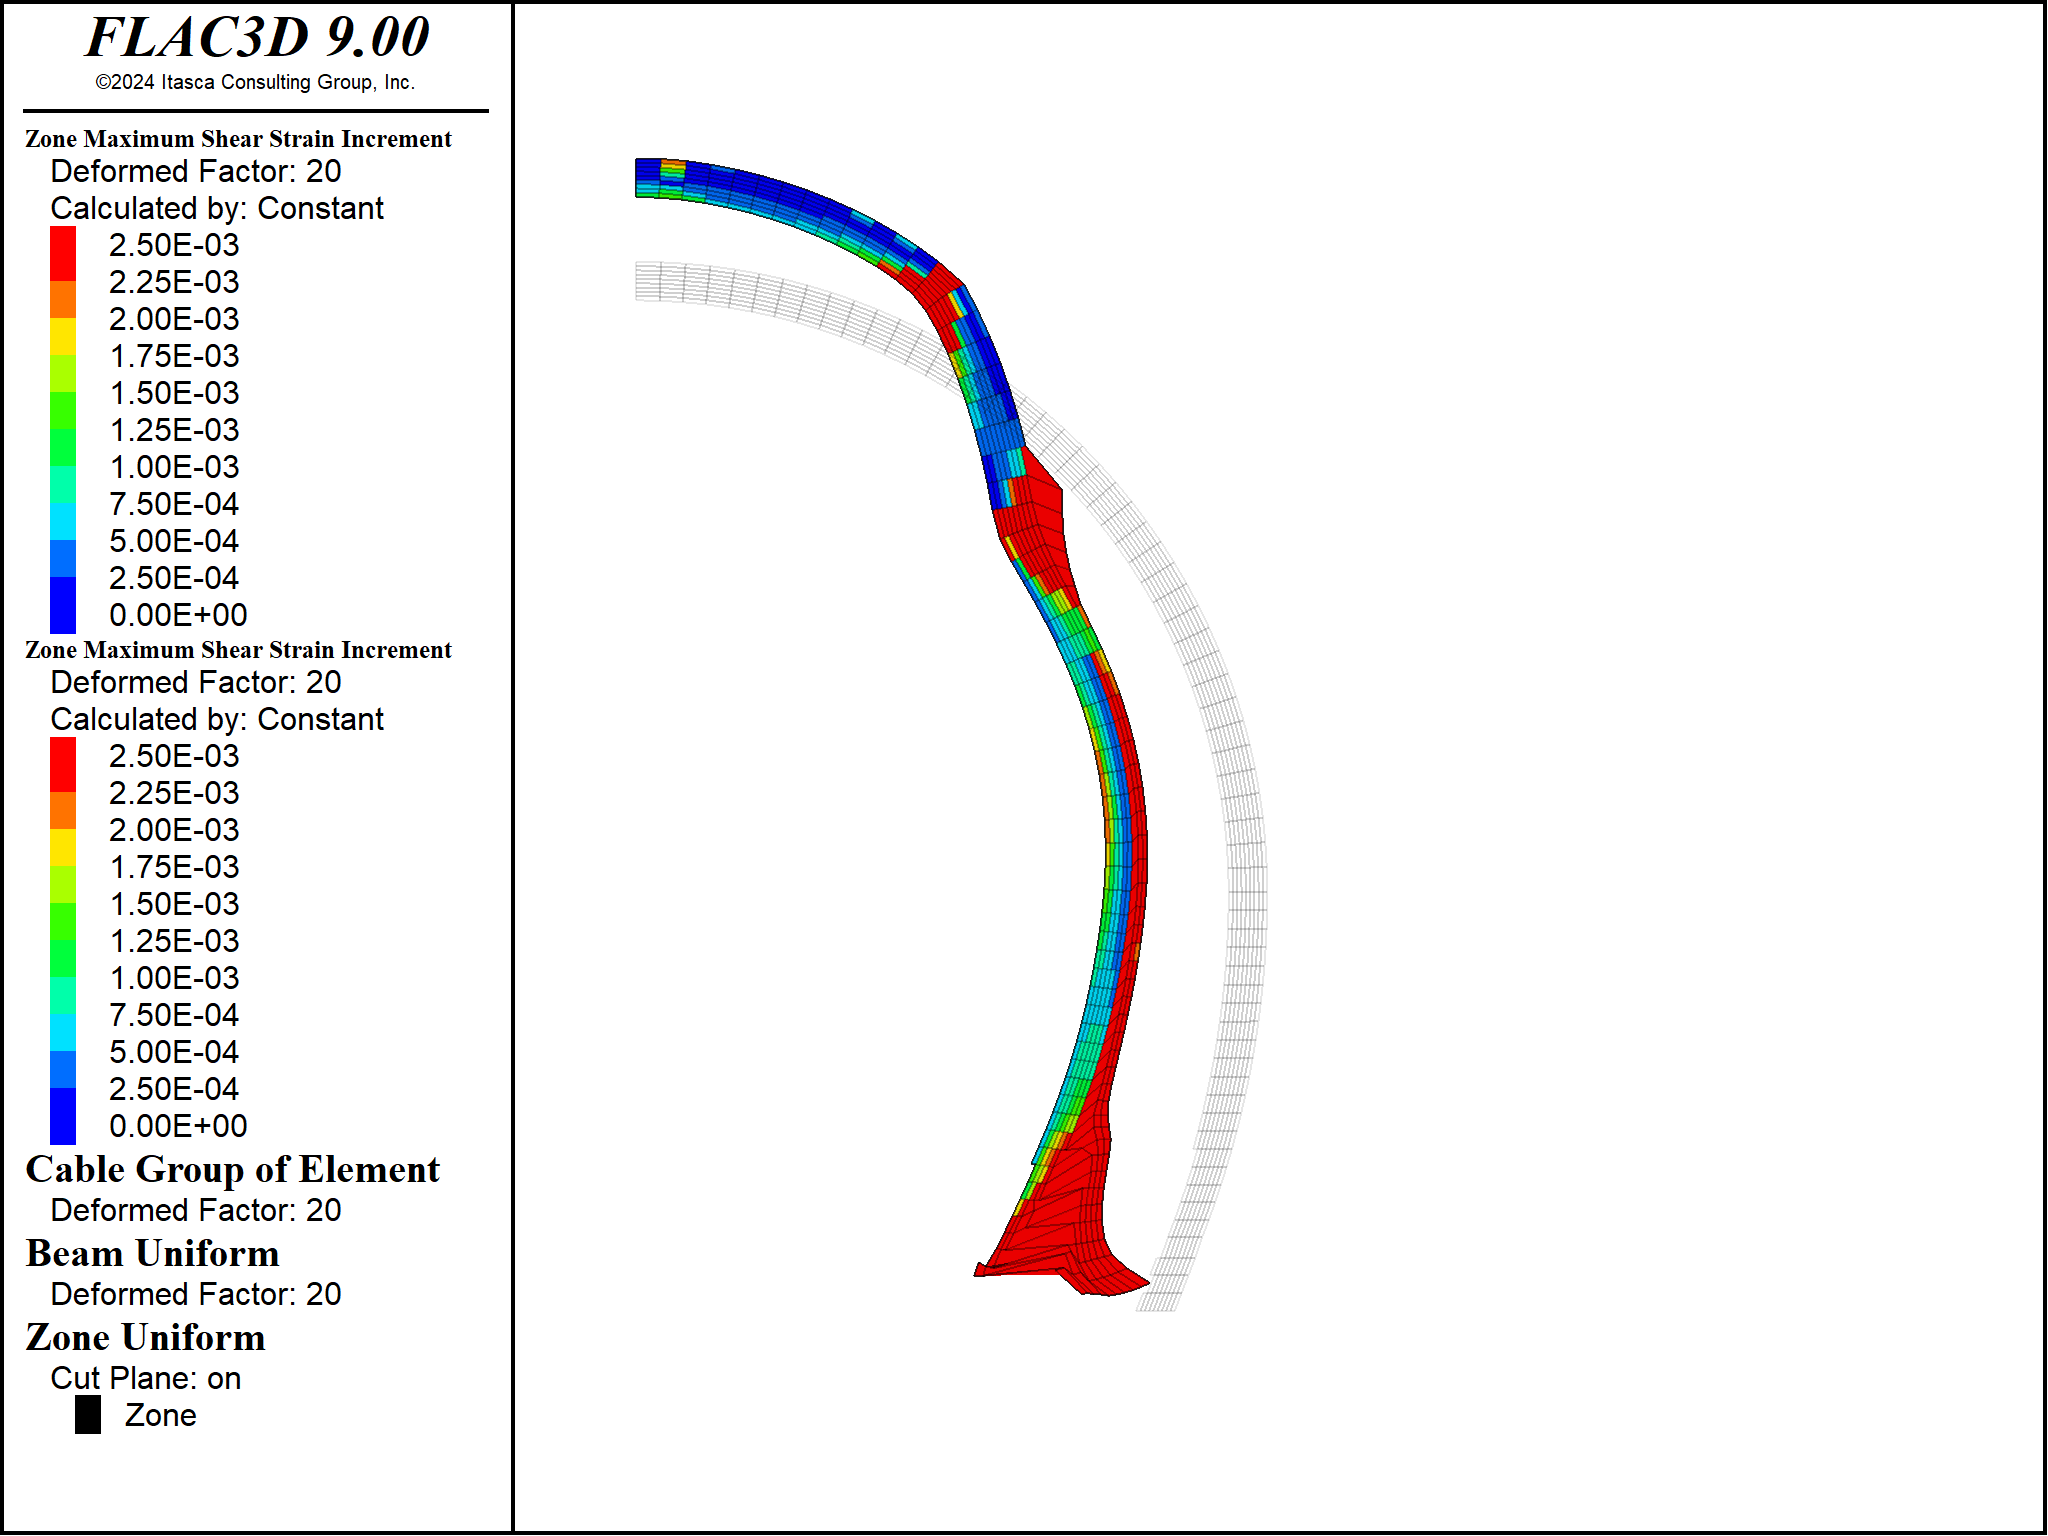 FLAC3D 9.00
©2024 Itasca Consulting Group, Inc.
Zone Maximum Shear Strain Increment
Deformed Factor: 20
Calculated by: Constant
2.50E-03
2.25E-03
2.00E-03
1.75E-03
1.50E-03
1.25E-03
1.00E-03
7.50E-04
5.00E-04
2.50E-04
0.00E+00
Zone Maximum Shear Strain Increment
Deformed Factor: 20
Calculated by: Constant
2.50E-03
2.25E-03
2.00E-03
1.75E-03
1.50E-03
1.25E-03
1.00E-03
7.50E-04
5.00E-04
2.50E-04
0.00E+00
Cable Group of Element
Deformed Factor: 20
Beam Uniform
Deformed Factor: 20
Zone Uniform
Cut Plane: on
Zone